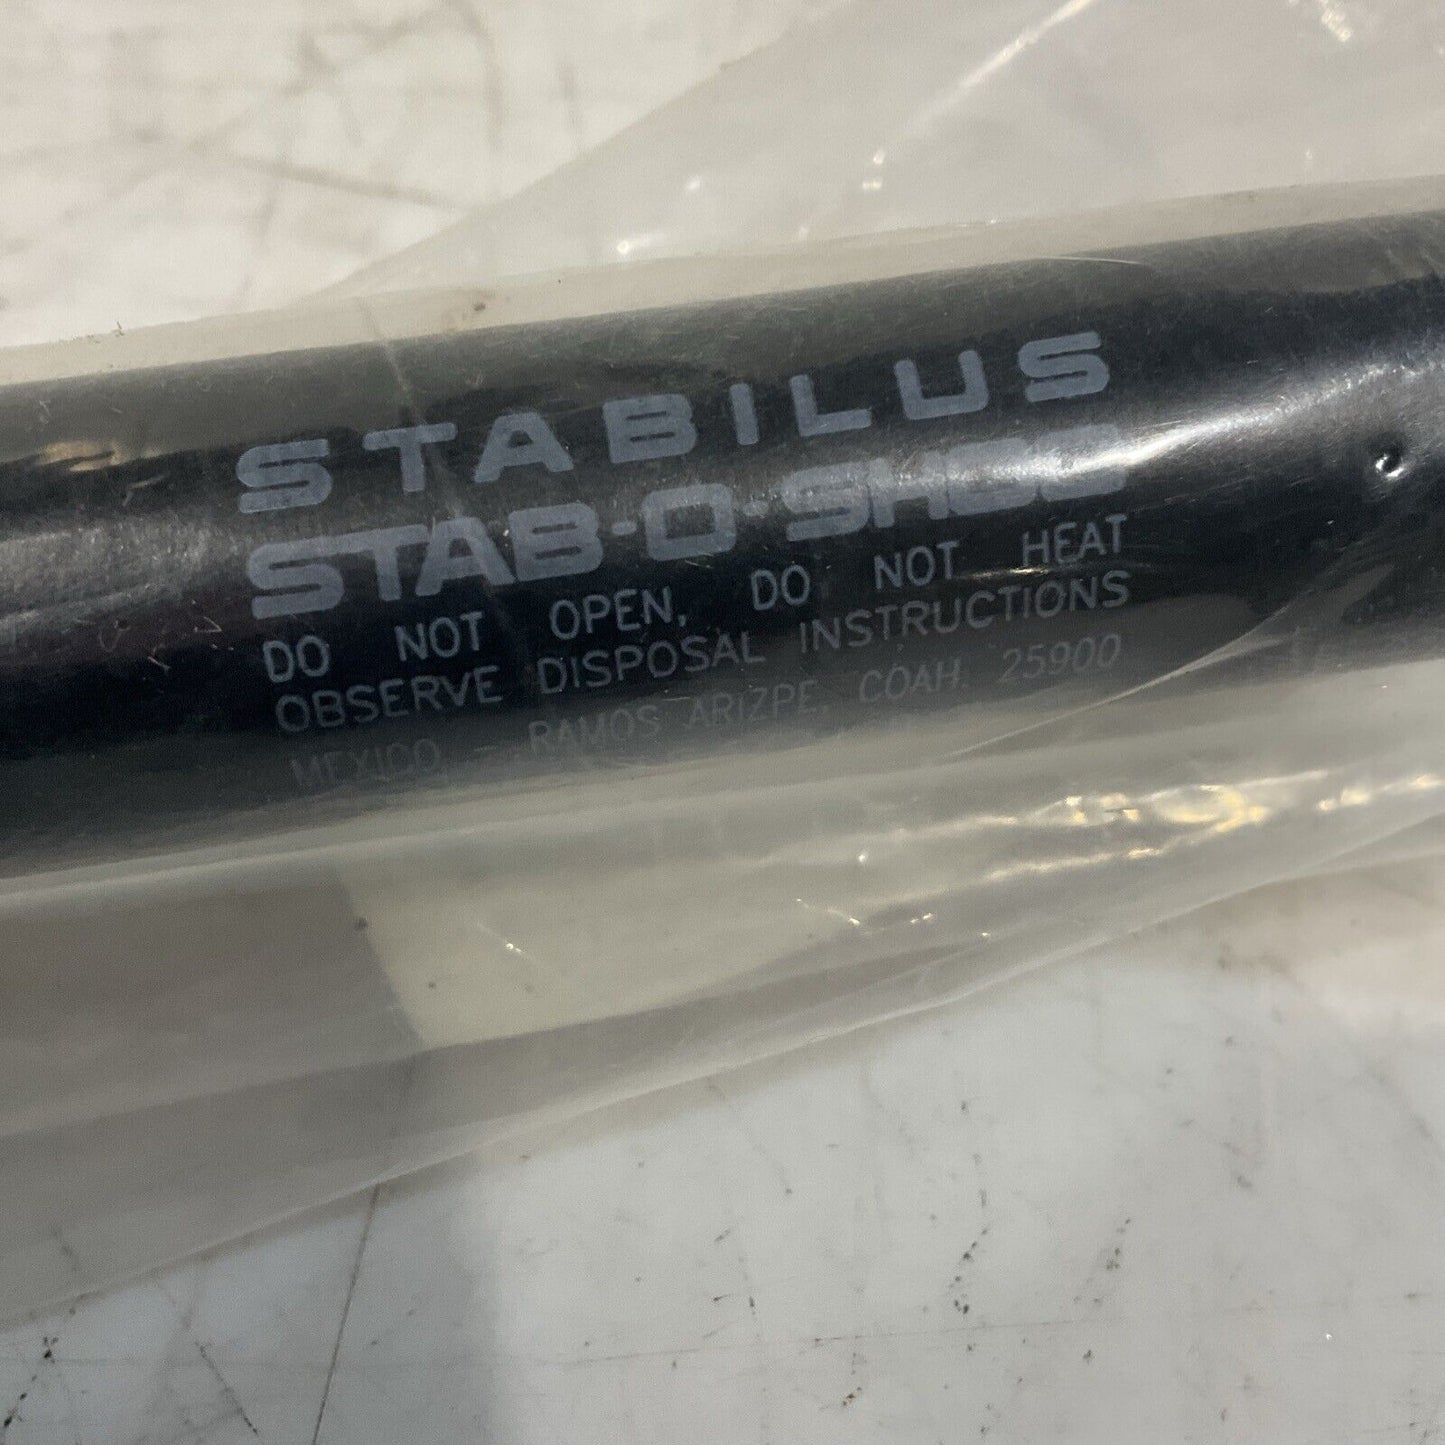 STABILUS
STAB-O-SHOC
DO NOT OPEN, DO NOT HEAT
OBSERVE DISPOSAL INSTRUCTIONS
MEXICO RAMOS ARIZPE, COAH. 25900